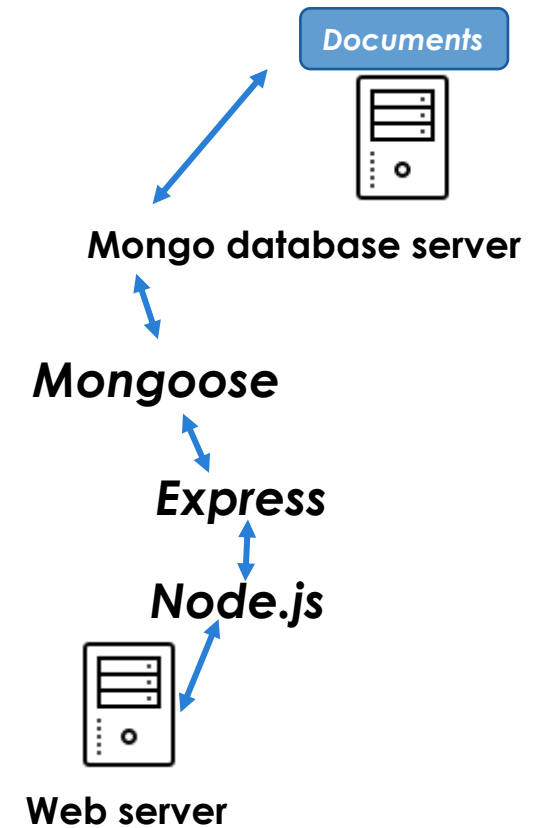 Documents
Mongo database server
Mongoose
Express
Node.js
Web server